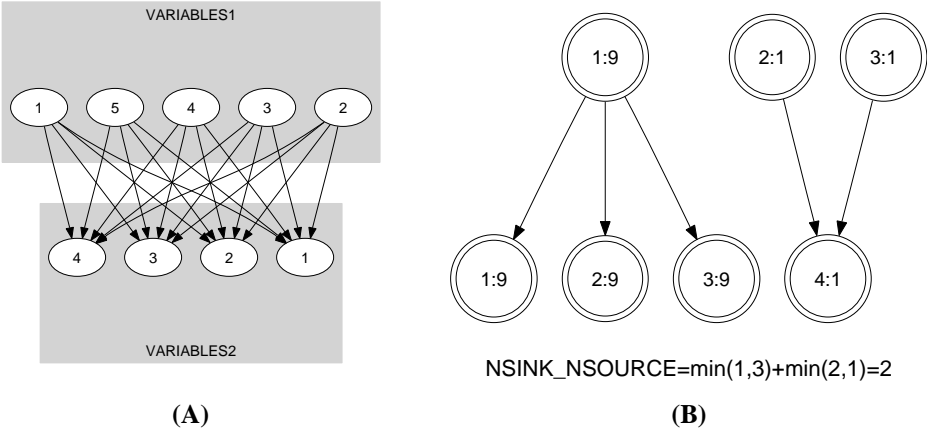 VARIABLES1
1 5 4 3 2
4 3 2 1
VARIABLES2
(A)
1:9 2:1 3:1
1:9 2:9 3:9 4:1
NSINK_NSOURCE=min(1,3)+min(2,1)=2
(B)